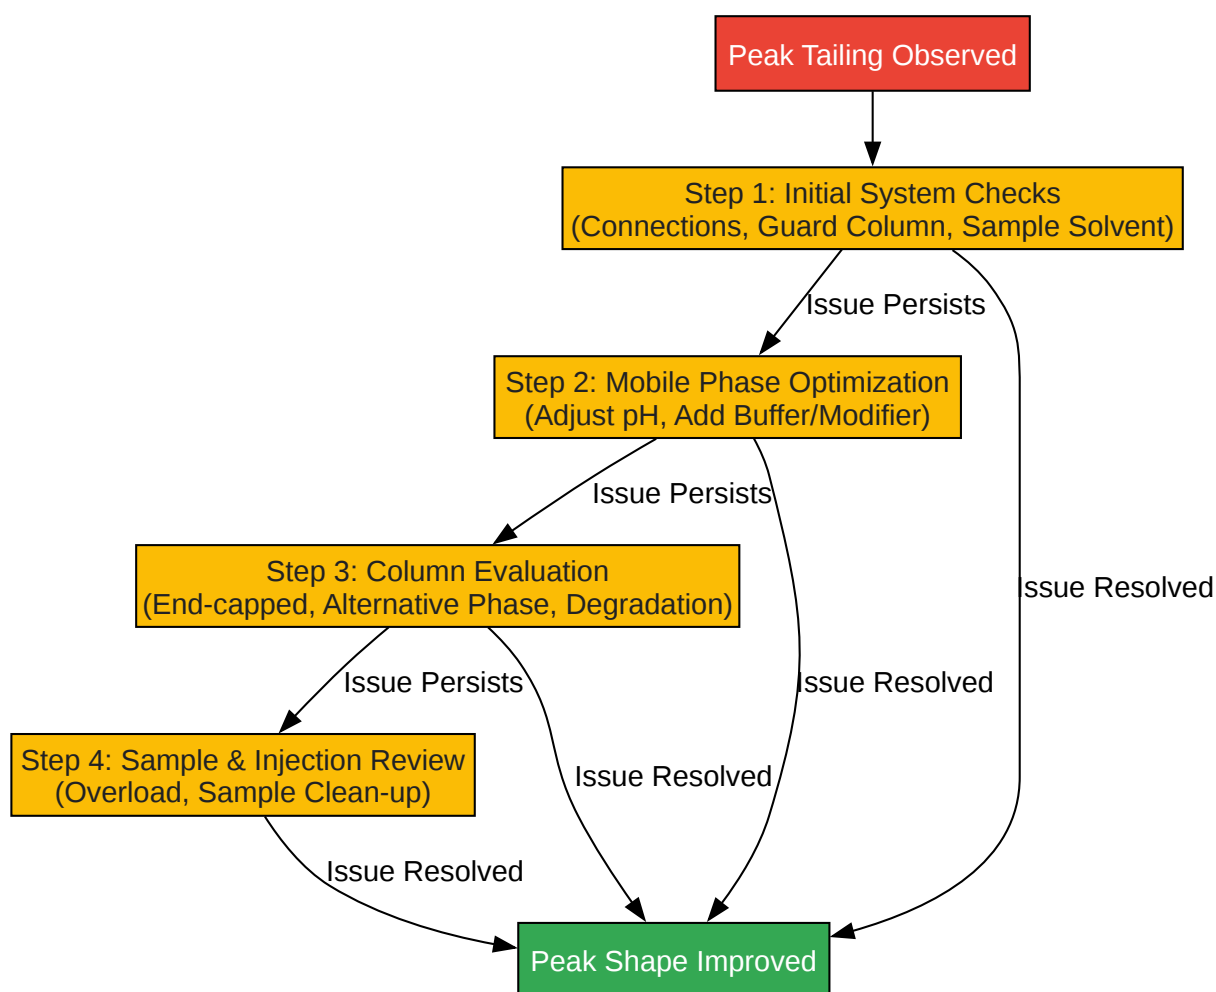 Peak Tailing Observed
Step 1: Initial System Checks
(Connections, Guard Column, Sample Solvent)
Issue Persists
Step 2: Mobile Phase Optimization
(Adjust pH, Add Buffer/Modifier)
Issue Persists
Step 3: Column Evaluation
(End-capped, Alternative Phase, Degradation)
Issue Resolved
Issue Persists
Issue Resolved
Step 4: Sample & Injection Review
(Overload, Sample Clean-up)
Issue Resolved
Issue Resolved
Peak Shape Improved